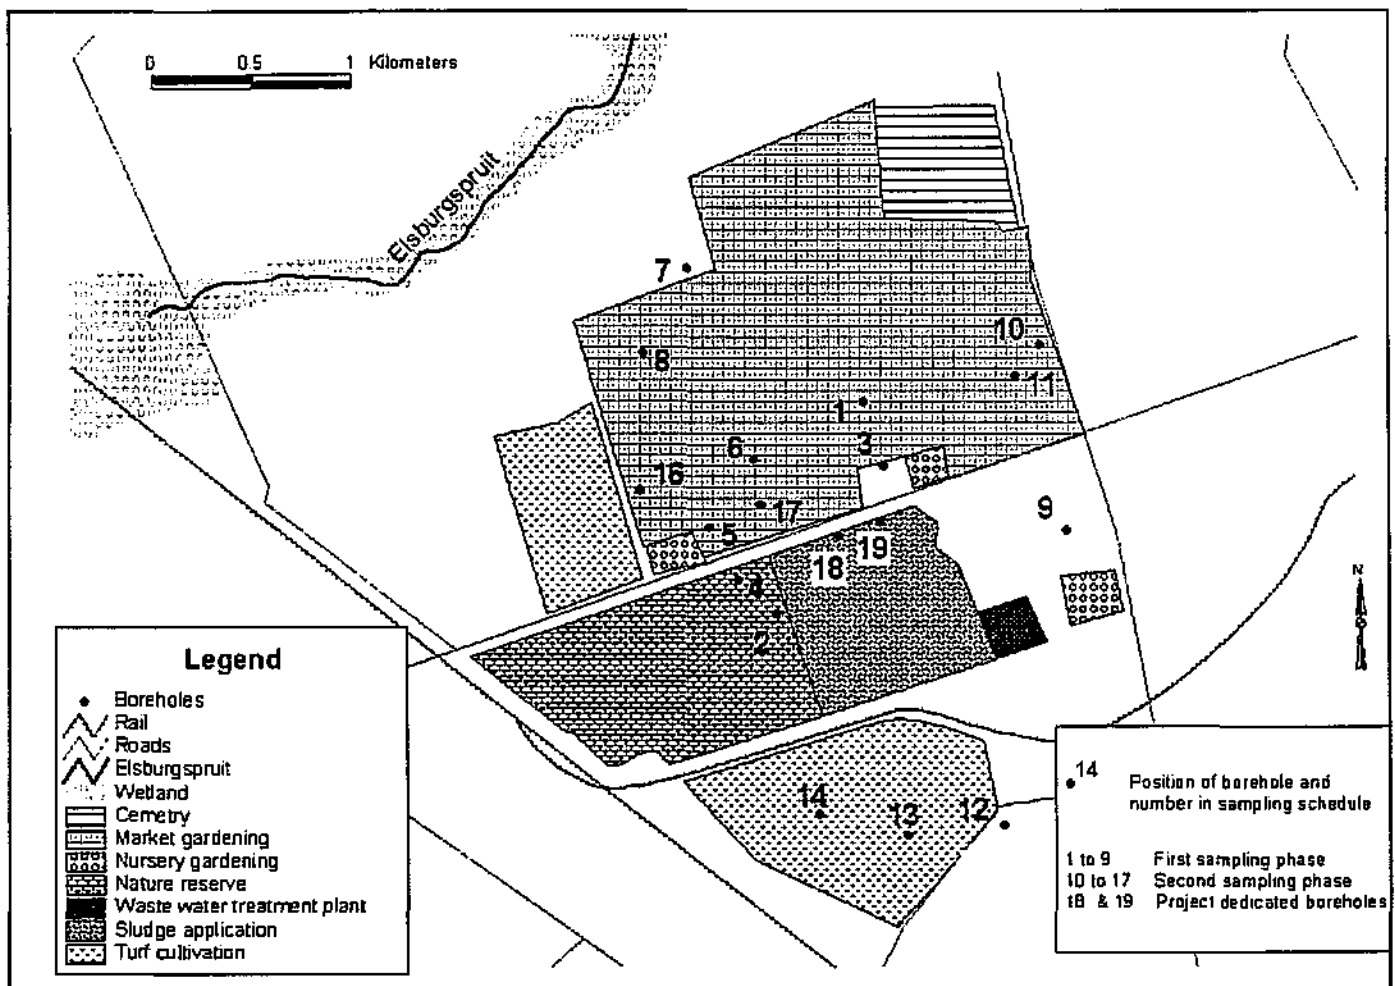 0 0.5 1 Kilometers
Elsburgspruit
7
10
8
11
1
6
3
16
17
9
5
19
18
4
2
N
14
13
12
Legend
Boreholes
Rail
Roads
Elsburgspruit
Wetland
Cemetry
Market gardening
Nursery gardening
Nature reserve
Waste water treatment plant
Sludge application
Turf cultivation
14 Position of borehole and
number in sampling schedule
1 to 9 First sampling phase
10 to 17 Second sampling phase
18 & 19 Project dedicated boreholes